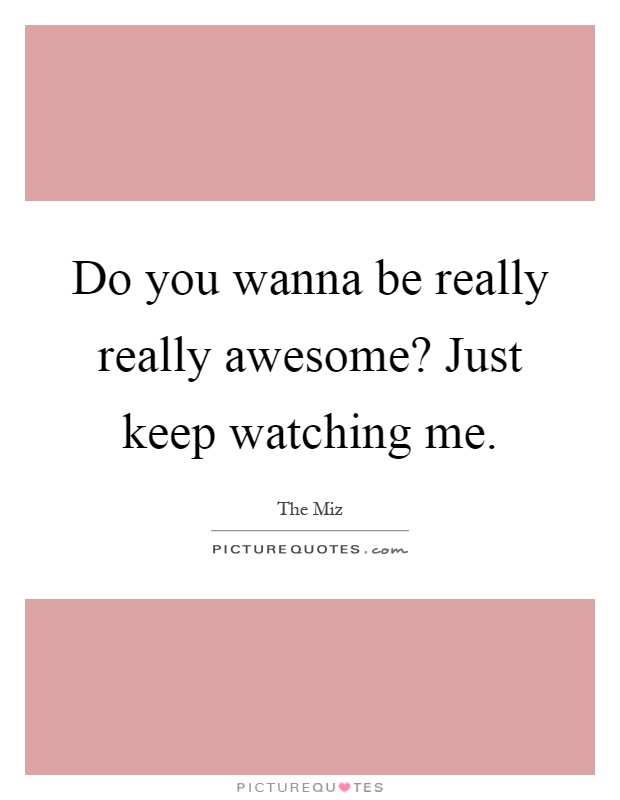 Do you wanna be really
really awesome? Just
keep watching me.
The Miz
PICTUREQUOTES.com
PICTUREQUOTES